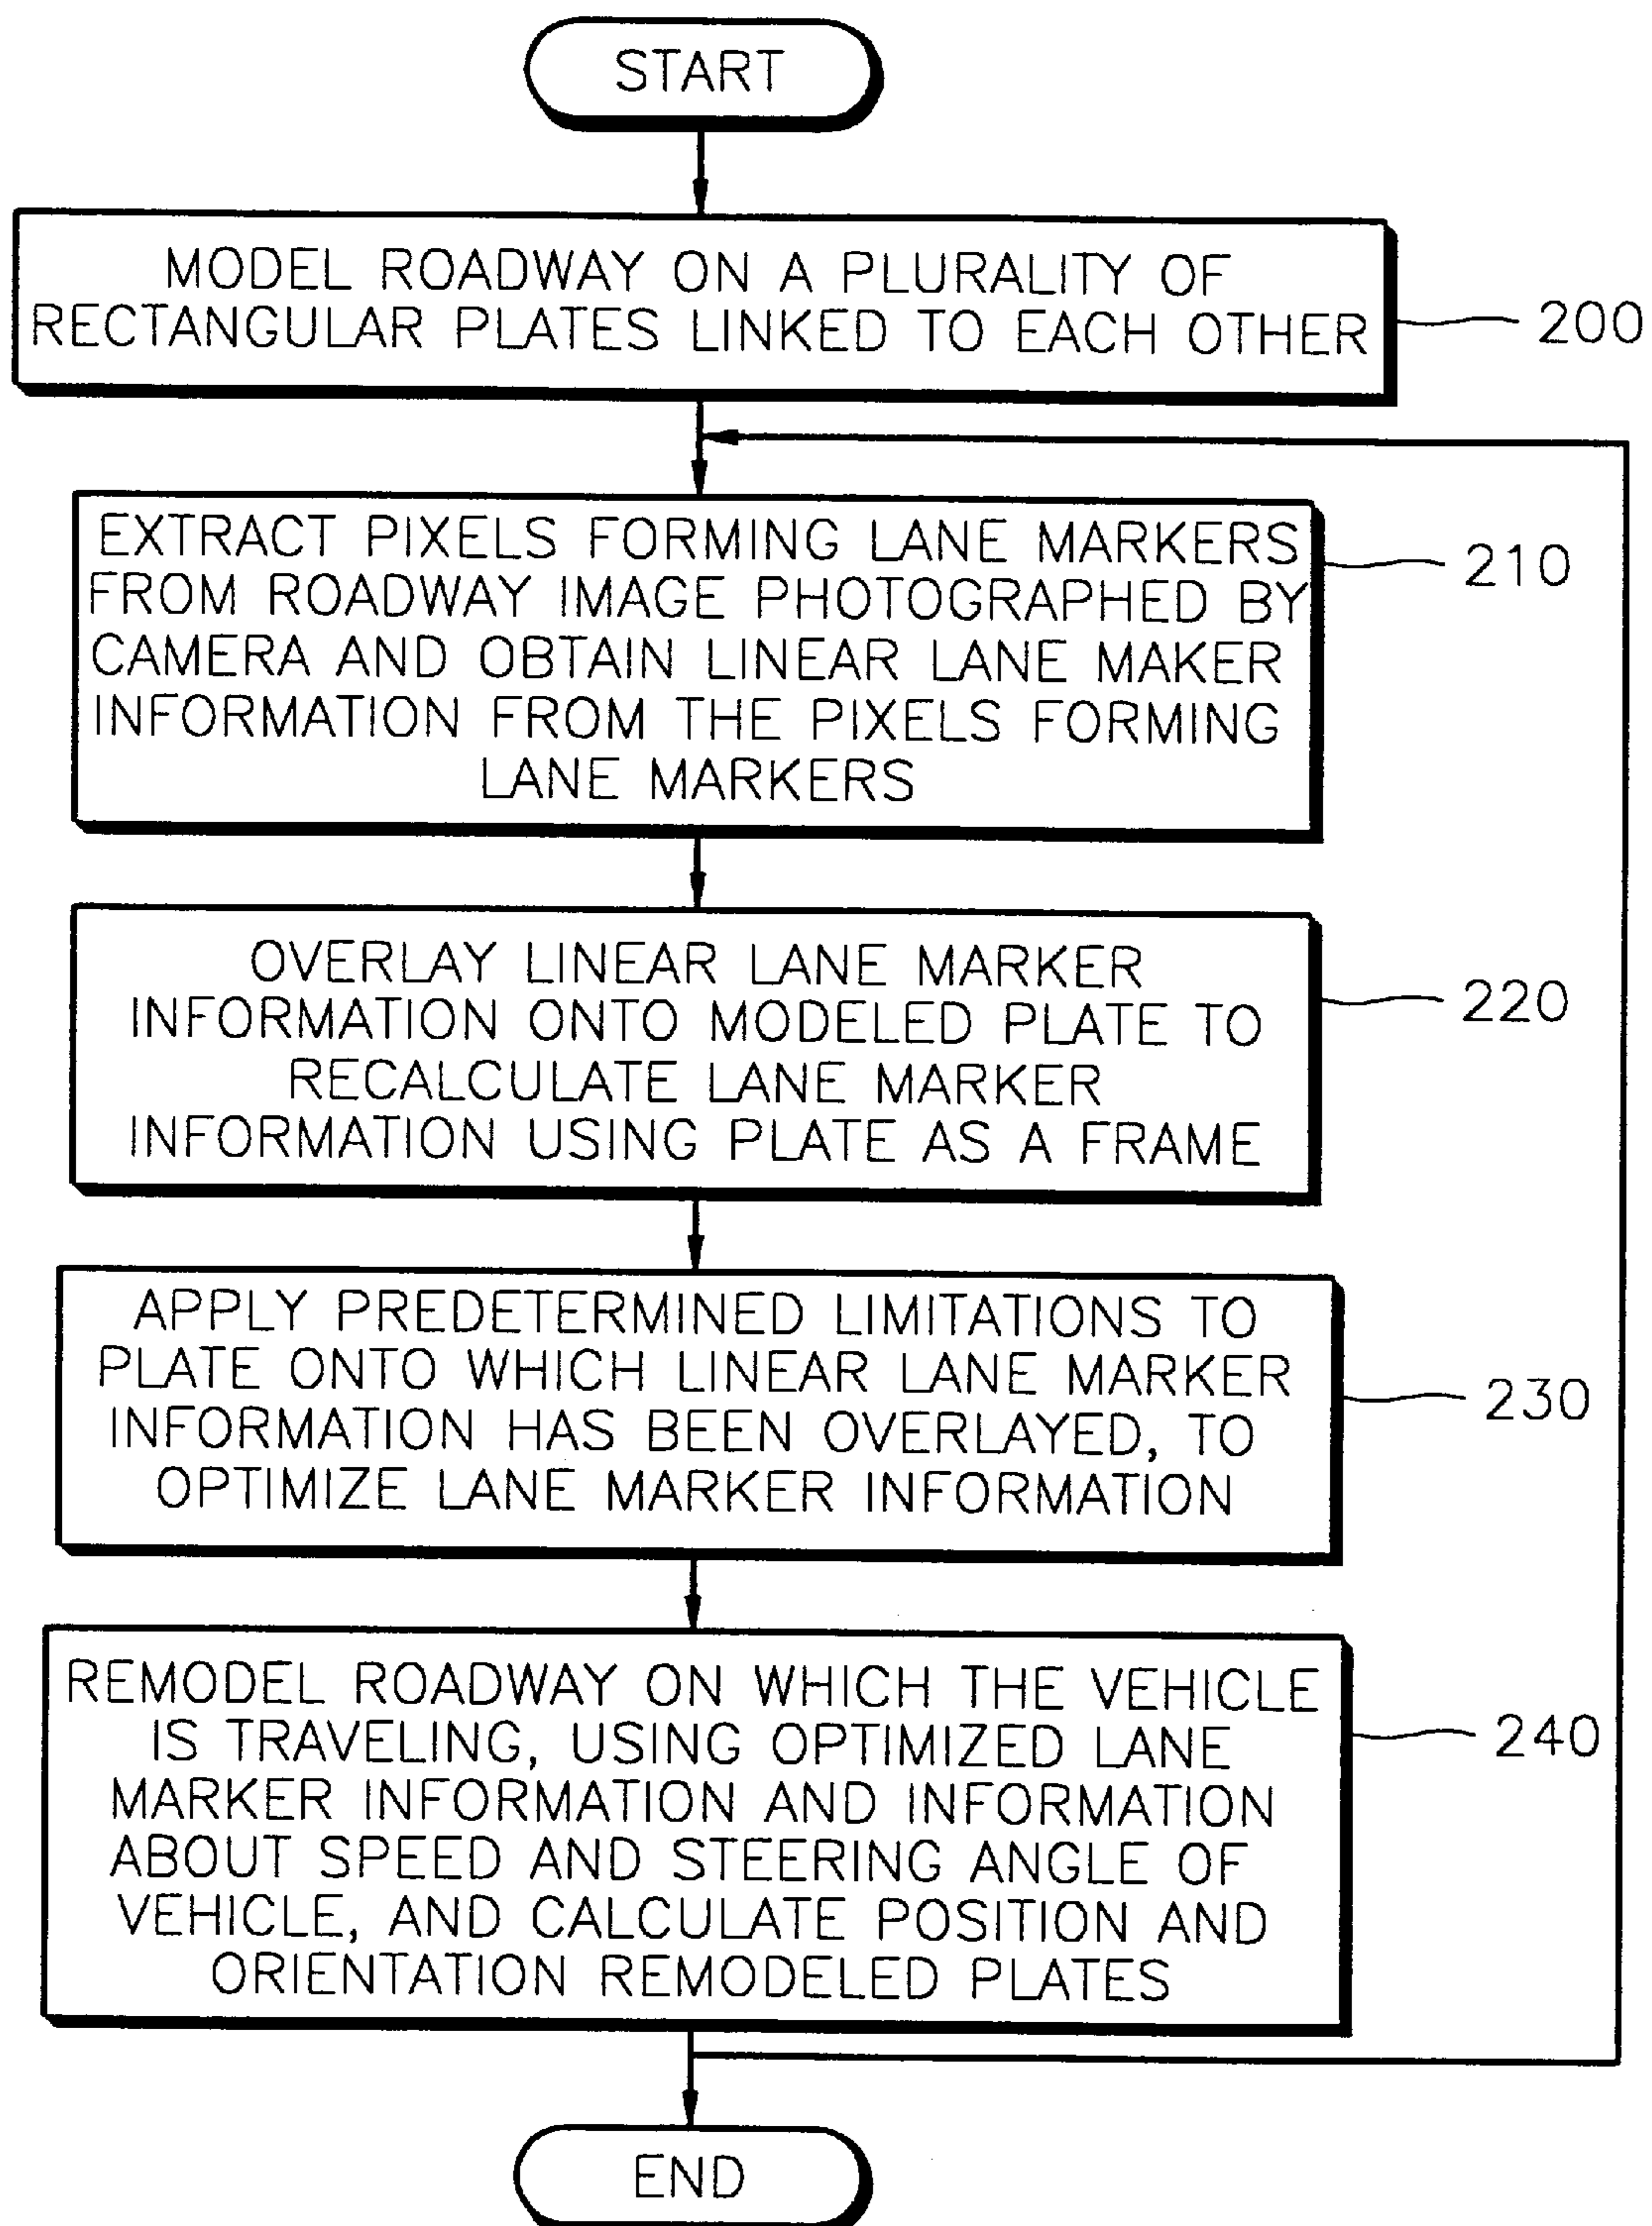 START
MODEL ROADWAY ON A PLURALITY OF
RECTANGULAR PLATES LINKED TO EACH OTHER
200
EXTRACT PIXELS FORMING LANE MARKERS
FROM ROADWAY IMAGE PHOTOGRAPHED BY
CAMERA AND OBTAIN LINEAR LANE MAKER
INFORMATION FROM THE PIXELS FORMING
LANE MARKERS
210
OVERLAY LINEAR LANE MARKER
INFORMATION ONTO MODELED PLATE TO
RECALCULATE LANE MARKER
INFORMATION USING PLATE AS A FRAME
220
APPLY PREDETERMINED LIMITATIONS TO
PLATE ONTO WHICH LINEAR LANE MARKER
INFORMATION HAS BEEN OVERLAYED, TO
OPTIMIZE LANE MARKER INFORMATION
230
REMODEL ROADWAY ON WHICH THE VEHICLE
IS TRAVELING, USING OPTIMIZED LANE
MARKER INFORMATION AND INFORMATION
ABOUT SPEED AND STEERING ANGLE OF
VEHICLE, AND CALCULATE POSITION AND
ORIENTATION REMODELED PLATES
240
END